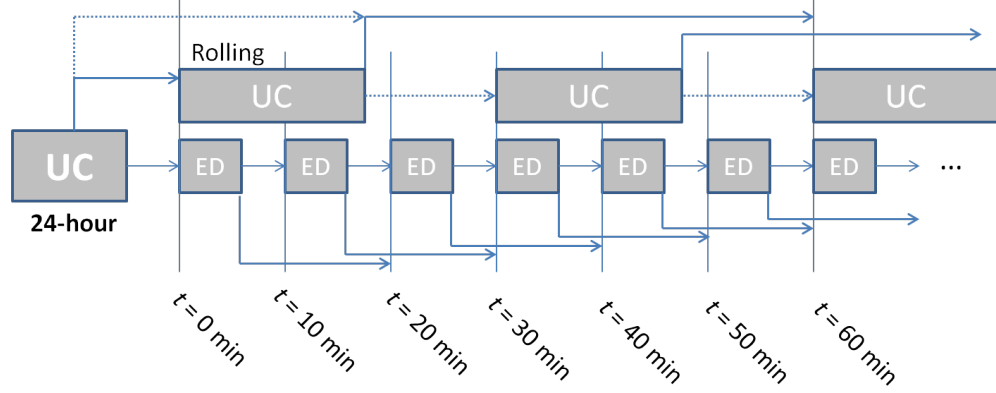 Rolling
UC
UC
UC
UC
24-hour
ED
ED
ED
ED
ED
ED
ED
...
t = 0 min
t = 10 min
t = 20 min
t = 30 min
t = 40 min
t = 50 min
t = 60 min